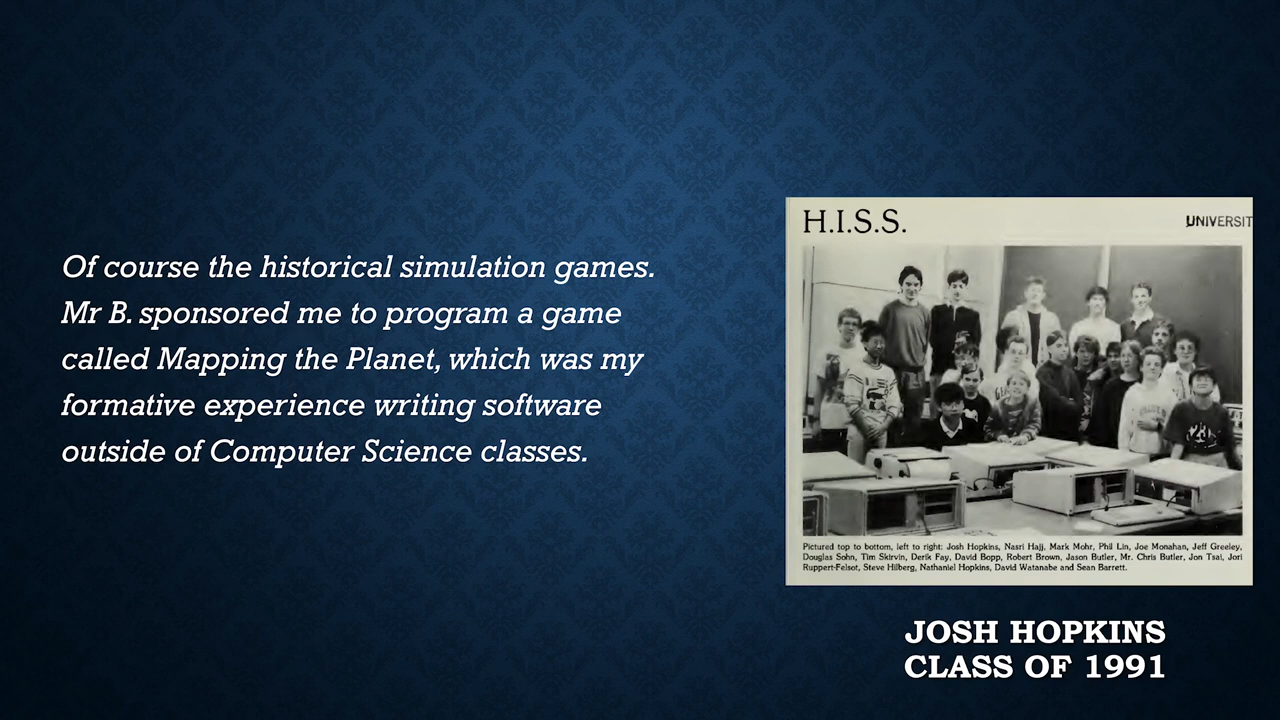 Of course the historical simulation games.
Mr B. sponsored me to program a game
called Mapping the Planet, which was my
formative experience writing software
outside of Computer Science classes.
H.I.S.S.
UNIVERSIT
Pictured top to bottom, left to right: Josh Hopkins, Nasri Hajj, Mark Mohr, Phil Lin, Joe Monahan, Jeff Greeley,
Douglas Sohn, Tim Skirvin, Derik Fay, David Bopp, Robert Brown, Jason Butler, Mr. Chris Butler, Jon Tsai, Jori
Ruppert-Felsot, Steve Hilberg, Nathaniel Hopkins, David Watanabe and Sean Barrett.
JOSH HOPKINS
CLASS OF 1991